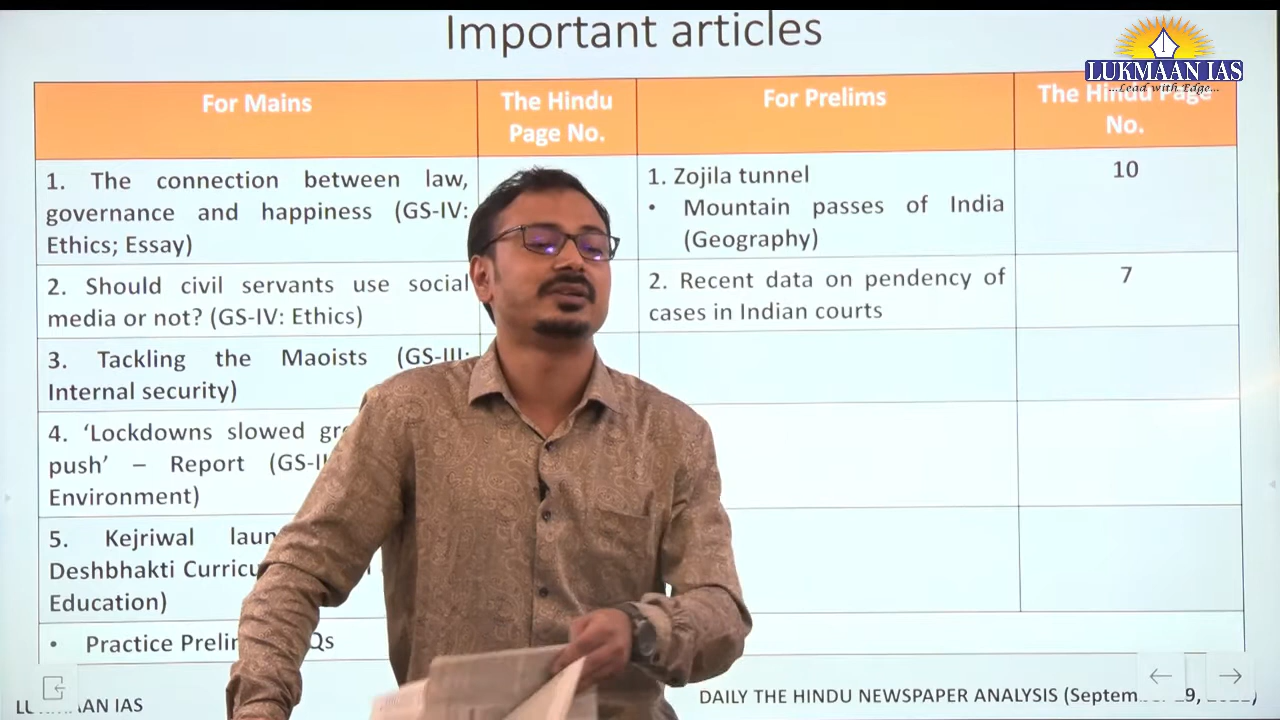 Important articles
LUKMAAN IAS
...Lead with Edge...
For Mains
The Hindu
Page No.
For Prelims
The Hindu Page
No.
1. The connection between law,
governance and happiness (GS-IV:
Ethics; Essay)
1. Zojila tunnel
• Mountain passes of India
(Geography)
10
2. Should civil servants use social
media or not? (GS-IV: Ethics)
2. Recent data on pendency of
cases in Indian courts
7
3. Tackling the Maoists (GS-III:
Internal security)
4. ‘Lockdowns slowed
push’ – Report
Environment)
5. Kejriwal
Deshbhakti
Education)
• Practice
IAS
DAILY THE HINDU NEWSPAPER ANALYSIS